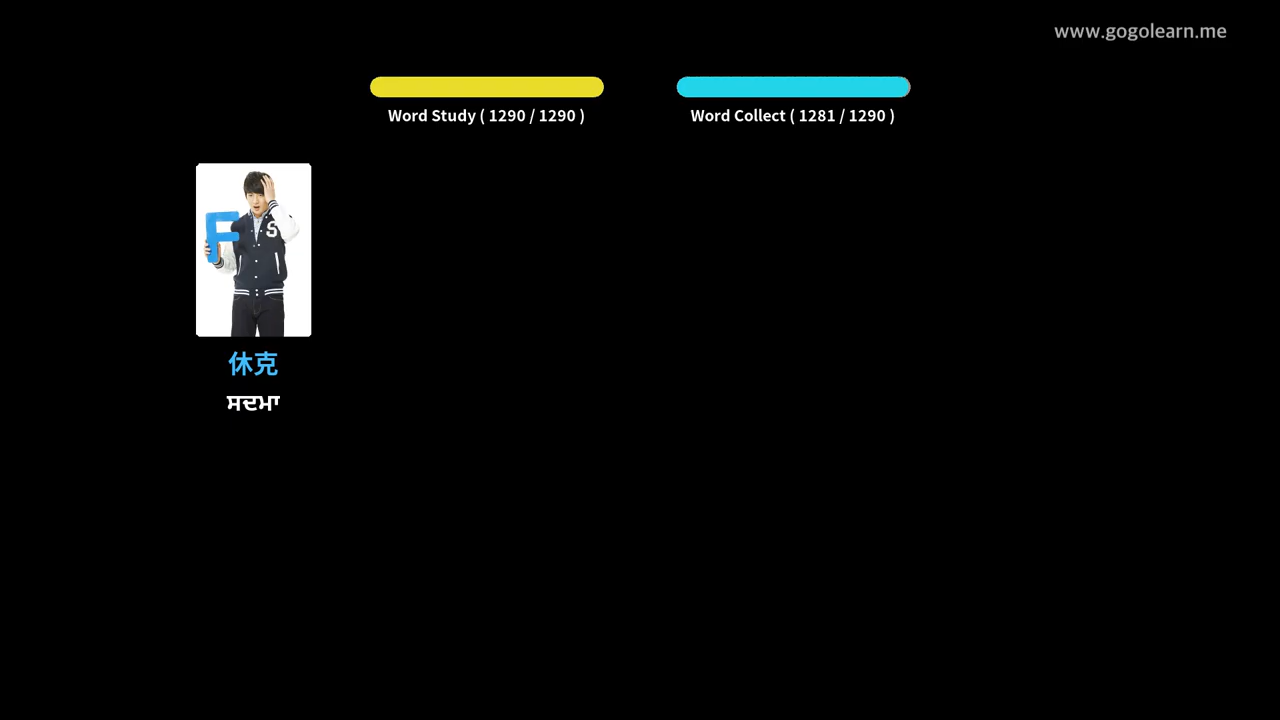 www.gogolearn.me
Word Study ( 1290 / 1290 )
Word Collect ( 1281 / 1290 )
F
S
休克
ਸਦਮਾ